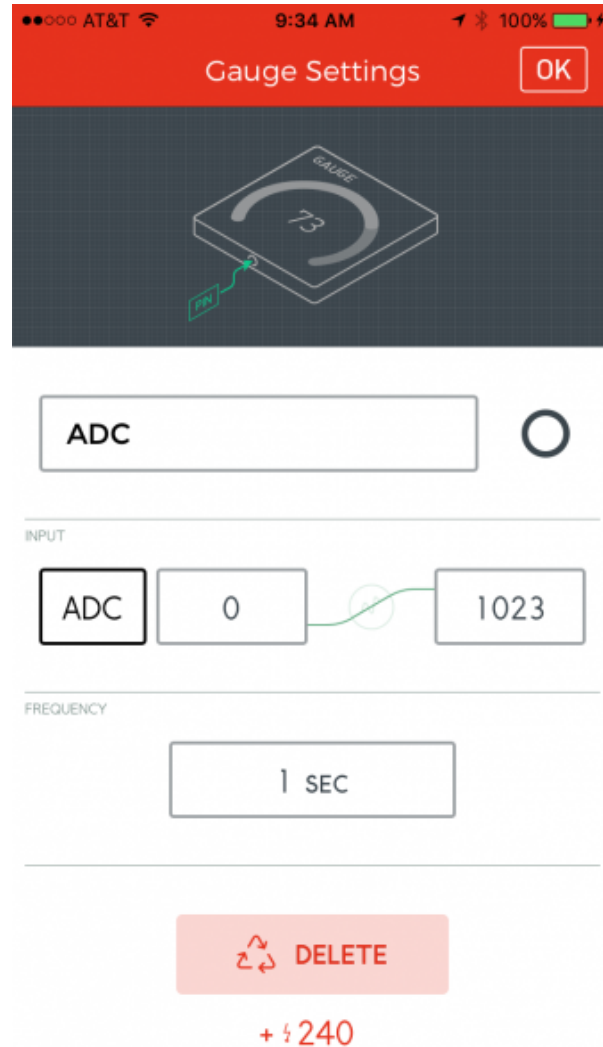 AT&T 9:34 AM 100%
Gauge Settings OK
GAUGE
73
PIN
ADC
INPUT
ADC 0 1023
FREQUENCY
1 SEC
DELETE
+ 240